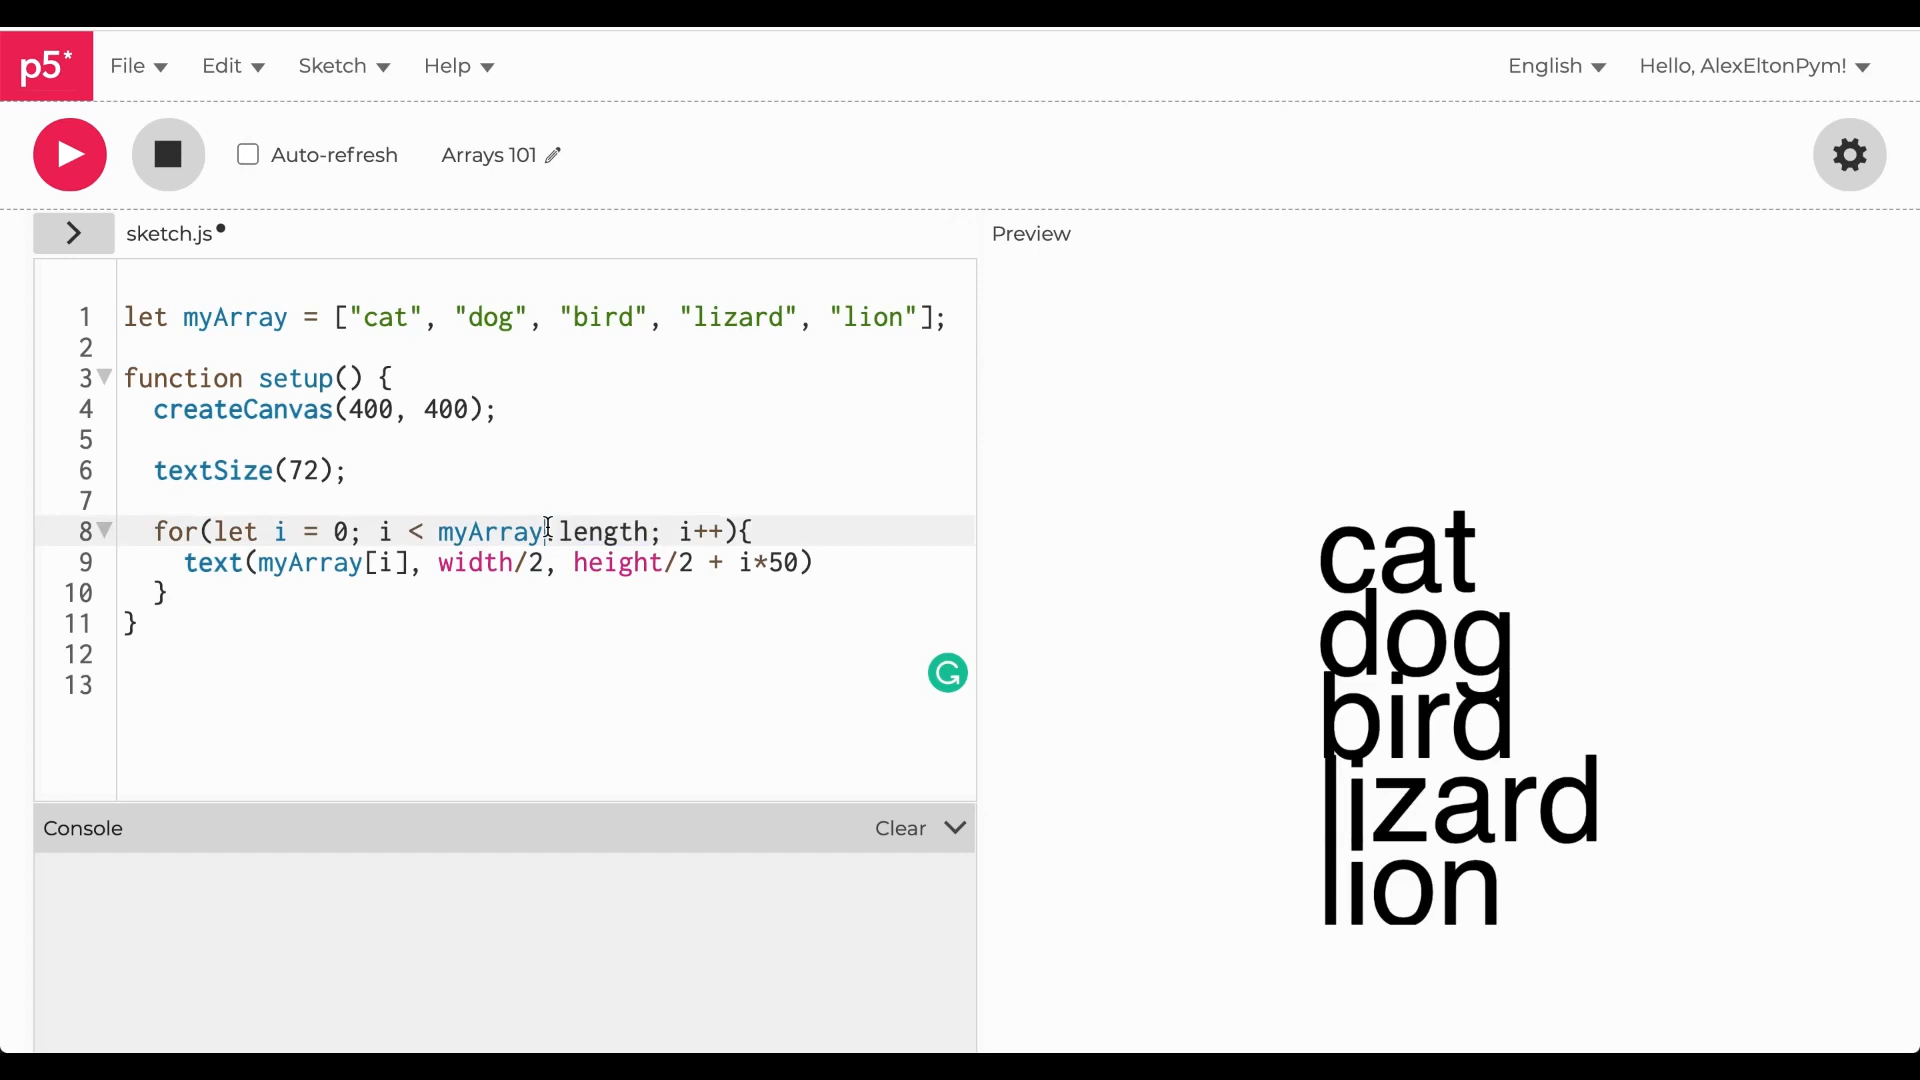 p5*
File Edit Sketch Help English Hello, AlexEltonPym!
Auto-refresh Arrays 101
sketch.js Preview
1 let myArray = ["cat", "dog", "bird", "lizard", "lion"];
2
3 function setup() {
4 createCanvas(400, 400);
5
6 textSize(72);
7
8 for(let i = 0; i < myArray.length; i++){
9 text(myArray[i], width/2, height/2 + i*50)
10 }
11 }
12
13
Console Clear
cat
dog
bird
lizard
lion